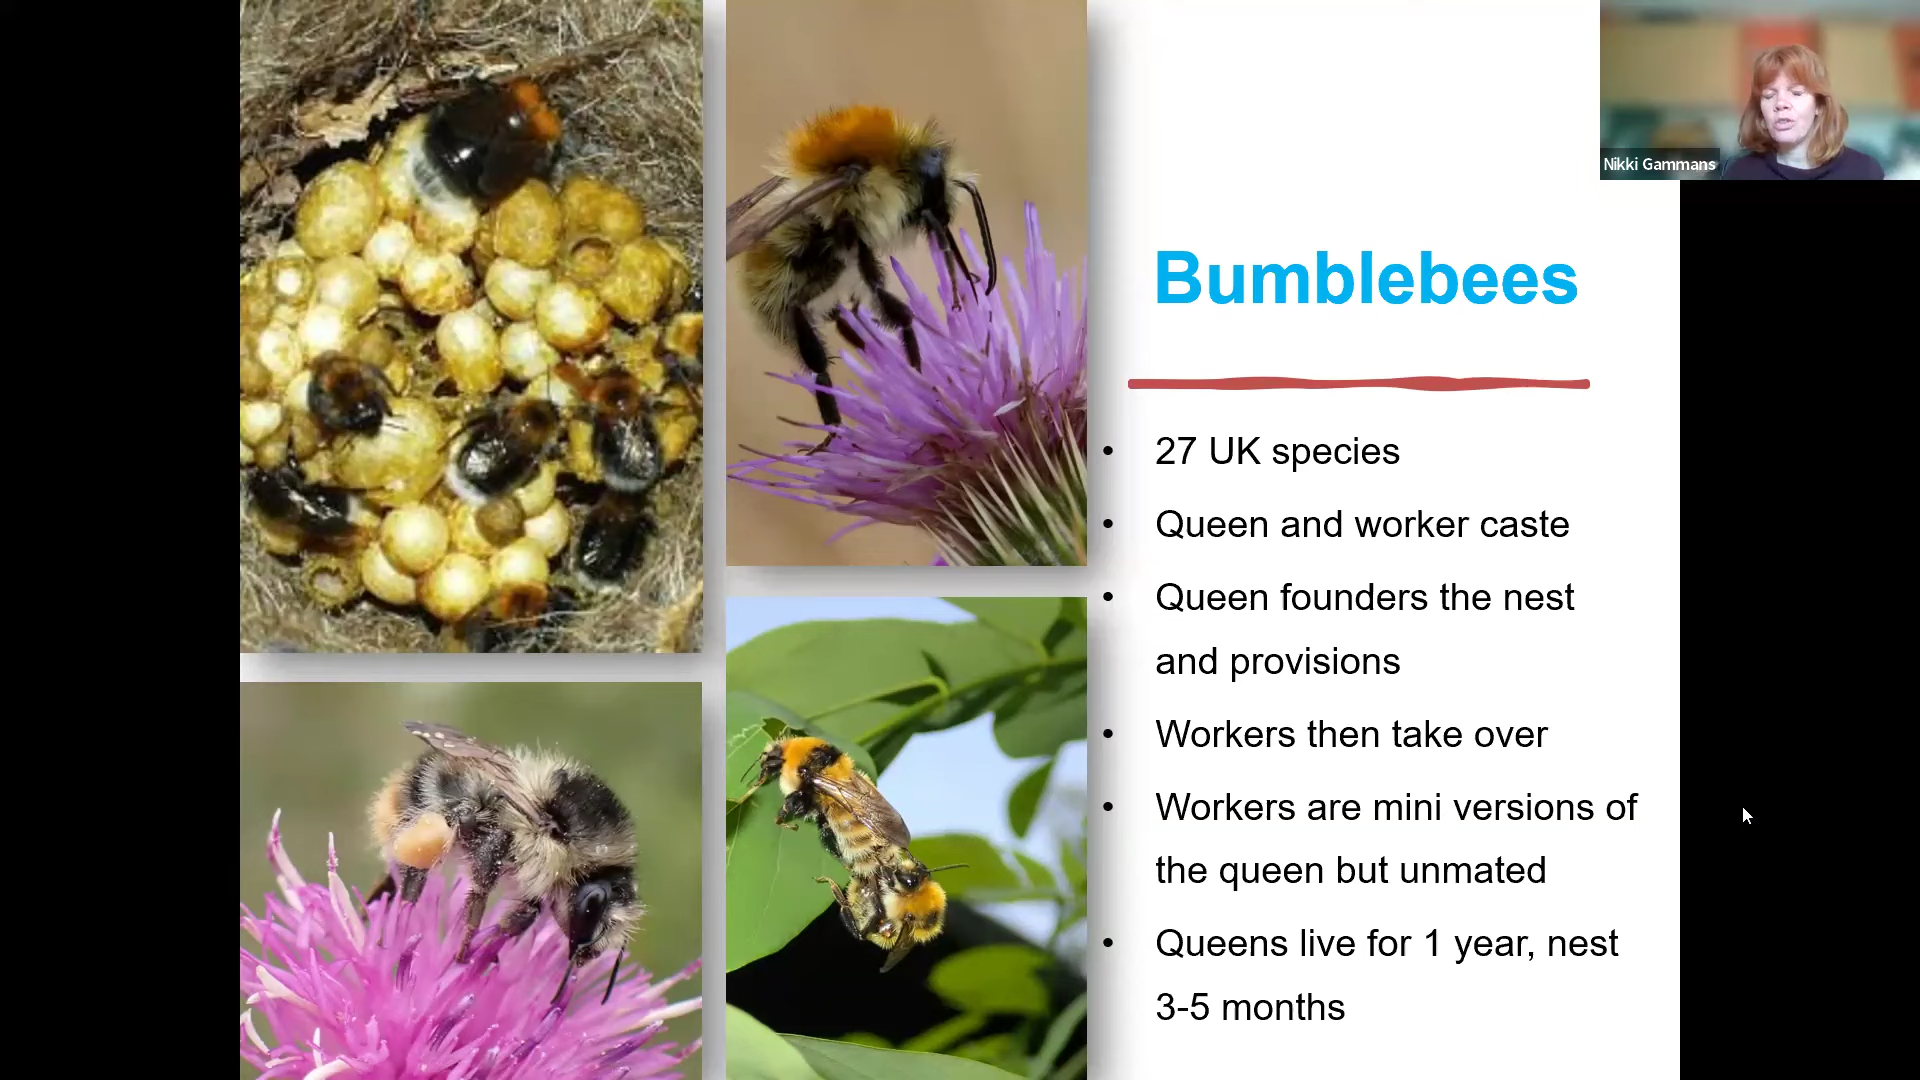 Nikki Gammans
Bumblebees
• 27 UK species
• Queen and worker caste
• Queen founders the nest
and provisions
• Workers then take over
• Workers are mini versions of
the queen but unmated
• Queens live for 1 year, nest
3-5 months